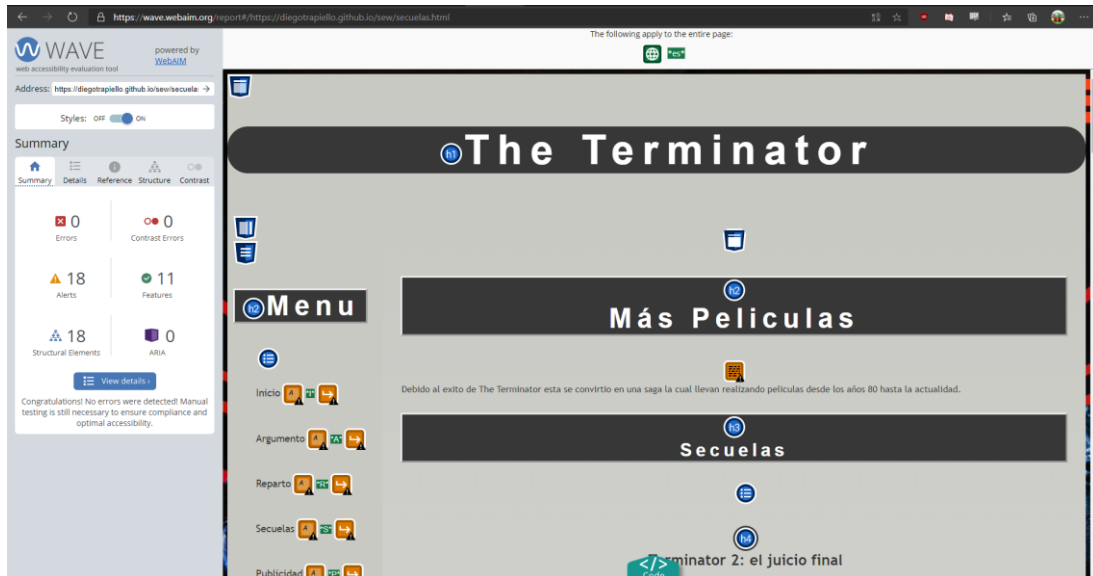 https://wave.webaim.org/report#/https://diegotrapiello.github.io/sew/secuelas.html
WAVE
web accessibility evaluation tool
powered by
WebAIM
Address: https://diegotrapiello.github.io/sew/secuela:
Styles: OFF ON
Summary
Summary Details Reference Structure Contrast
0 0
Errors Contrast Errors
18 11
Alerts Features
18 0
Structural Elements ARIA
View details ›
Congratulations! No errors were detected! Manual
testing is still necessary to ensure compliance and
optimal accessibility.
The following apply to the entire page:
*es*
h1 The Terminator
h2 Menu
Inicio A *I*
Argumento A *A*
Reparto A *R*
Secuelas A *S*
Publicidad A *P*
h2
Más Peliculas
Debido al exito de The Terminator esta se convirtio en una saga la cual llevan realizando peliculas desde los años 80 hasta la actualidad.
h3
Secuelas
h4
Terminator 2: el juicio final
</>
Code